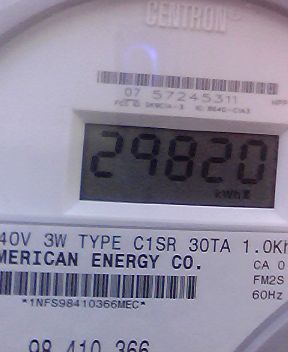 CENTRON®
07 57245311
29820
kWh
40V 3W TYPE C1SR 30TA 1.0Kh
MERICAN ENERGY CO.
CA 0
FM2S
60Hz
*1NFS98410366MEC*
98 410 366